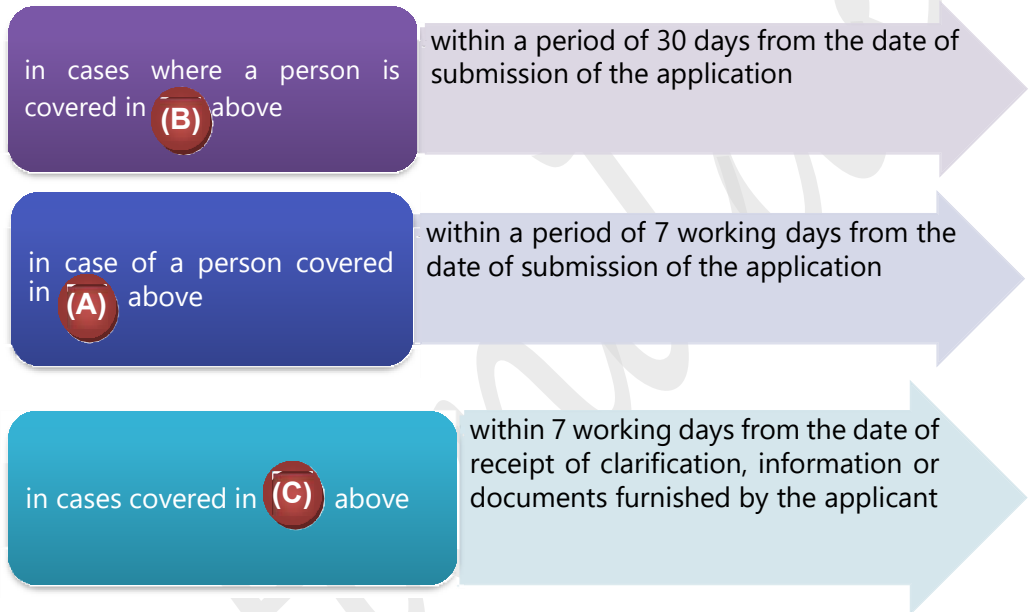 in cases where a person is
covered in (B) above
within a period of 30 days from the date of
submission of the application
in case of a person covered
in (A) above
within a period of 7 working days from the
date of submission of the application
in cases covered in (C) above
within 7 working days from the date of
receipt of clarification, information or
documents furnished by the applicant